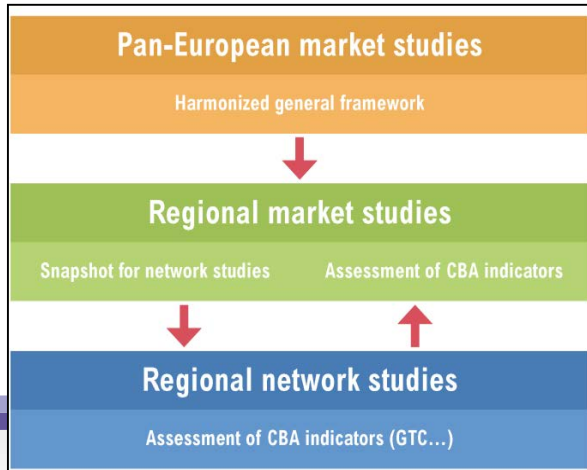 Pan-European market studies
Harmonized general framework
Regional market studies
Snapshot for network studies
Assessment of CBA indicators
Regional network studies
Assessment of CBA indicators (GTC...)